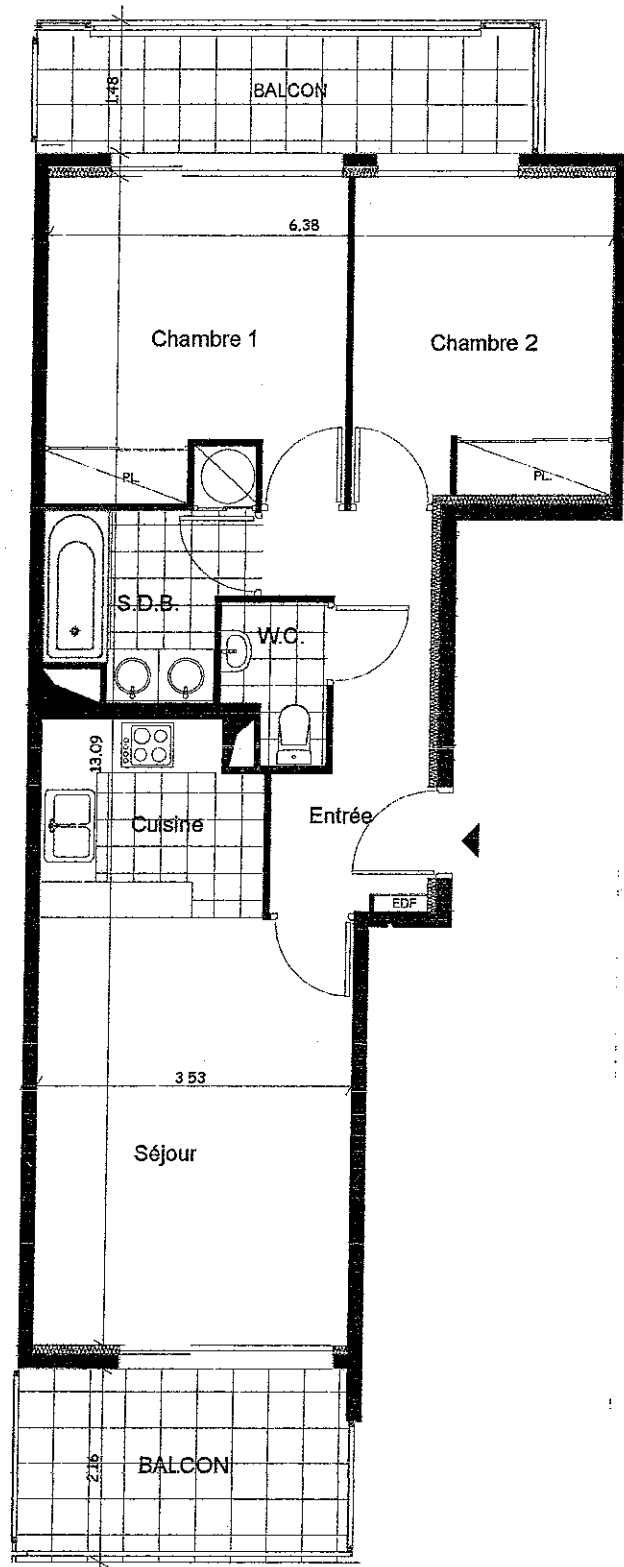 1.48
BALCON
6,38
Chambre 1
Chambre 2
PL.
PL.
S.D.B.
W.C.
13.09
Cuisine
Entrée
EDF
3 53
Séjour
2.16
BALCON